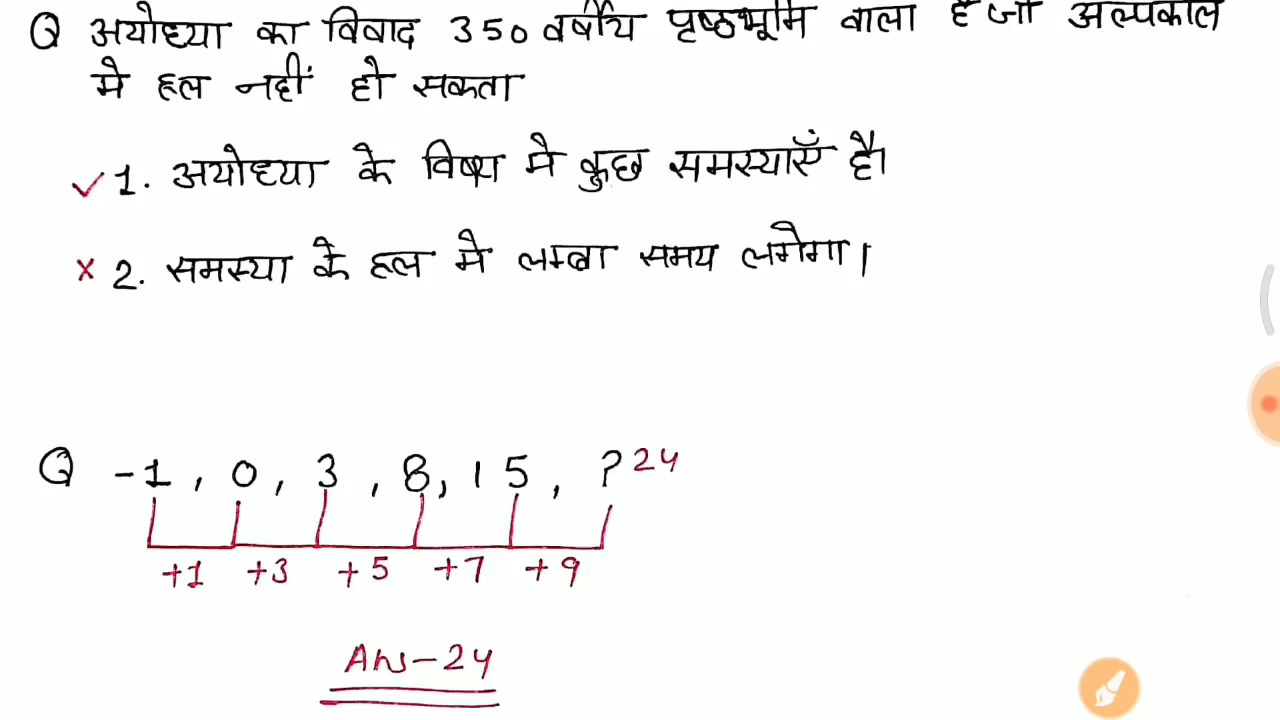 Q अयोध्या का विवाद 350 वर्षीय पृष्ठभूमि वाला है जो अल्पकाल
मे हल नहीं हो सकता
✓ 1. अयोध्या के विषय मे कुछ समस्याएँ है।
× 2. समस्या के हल मे लम्बा समय लगेगा।
Q -1, 0, 3, 8, 15, ? 24
+1 +3 +5 +7 +9
Ans-24